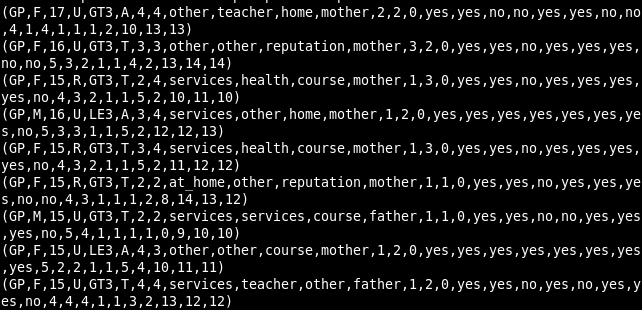 (GP,F,17,U,GT3,A,4,4,other,teacher,home,mother,2,2,0,yes,yes,no,no,yes,yes,no,no
,4,1,4,1,1,1,2,10,13,13)
(GP,F,16,U,GT3,T,3,3,other,other,reputation,mother,3,2,0,yes,yes,no,yes,yes,yes,
no,no,5,3,2,1,1,4,2,13,14,14)
(GP,F,15,R,GT3,T,2,4,services,health,course,mother,1,3,0,yes,yes,no,yes,yes,yes,
yes,no,4,3,2,1,1,5,2,10,11,10)
(GP,M,16,U,LE3,A,3,4,services,other,home,mother,1,2,0,yes,yes,yes,yes,yes,yes,ye
s,no,5,3,3,1,1,5,2,12,12,13)
(GP,F,15,R,GT3,T,3,4,services,health,course,mother,1,3,0,yes,yes,no,yes,yes,yes,
yes,no,4,3,2,1,1,5,2,11,12,12)
(GP,F,15,R,GT3,T,2,2,at_home,other,reputation,mother,1,1,0,yes,yes,no,yes,yes,ye
s,no,no,4,3,1,1,1,2,8,14,13,12)
(GP,M,15,U,GT3,T,2,2,services,services,course,father,1,1,0,yes,yes,no,no,yes,yes
,yes,no,5,4,1,1,1,1,0,9,10,10)
(GP,F,15,U,LE3,A,4,3,other,other,course,mother,1,2,0,yes,yes,yes,yes,yes,yes,yes
,yes,5,2,2,1,1,5,4,10,11,11)
(GP,F,15,U,GT3,T,4,4,services,teacher,other,father,1,2,0,yes,yes,no,yes,no,yes,y
es,no,4,4,4,1,1,3,2,13,12,12)